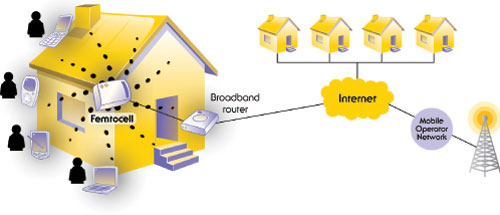 Femtocell
Broadband
router
Internet
Mobile
Operator
Network